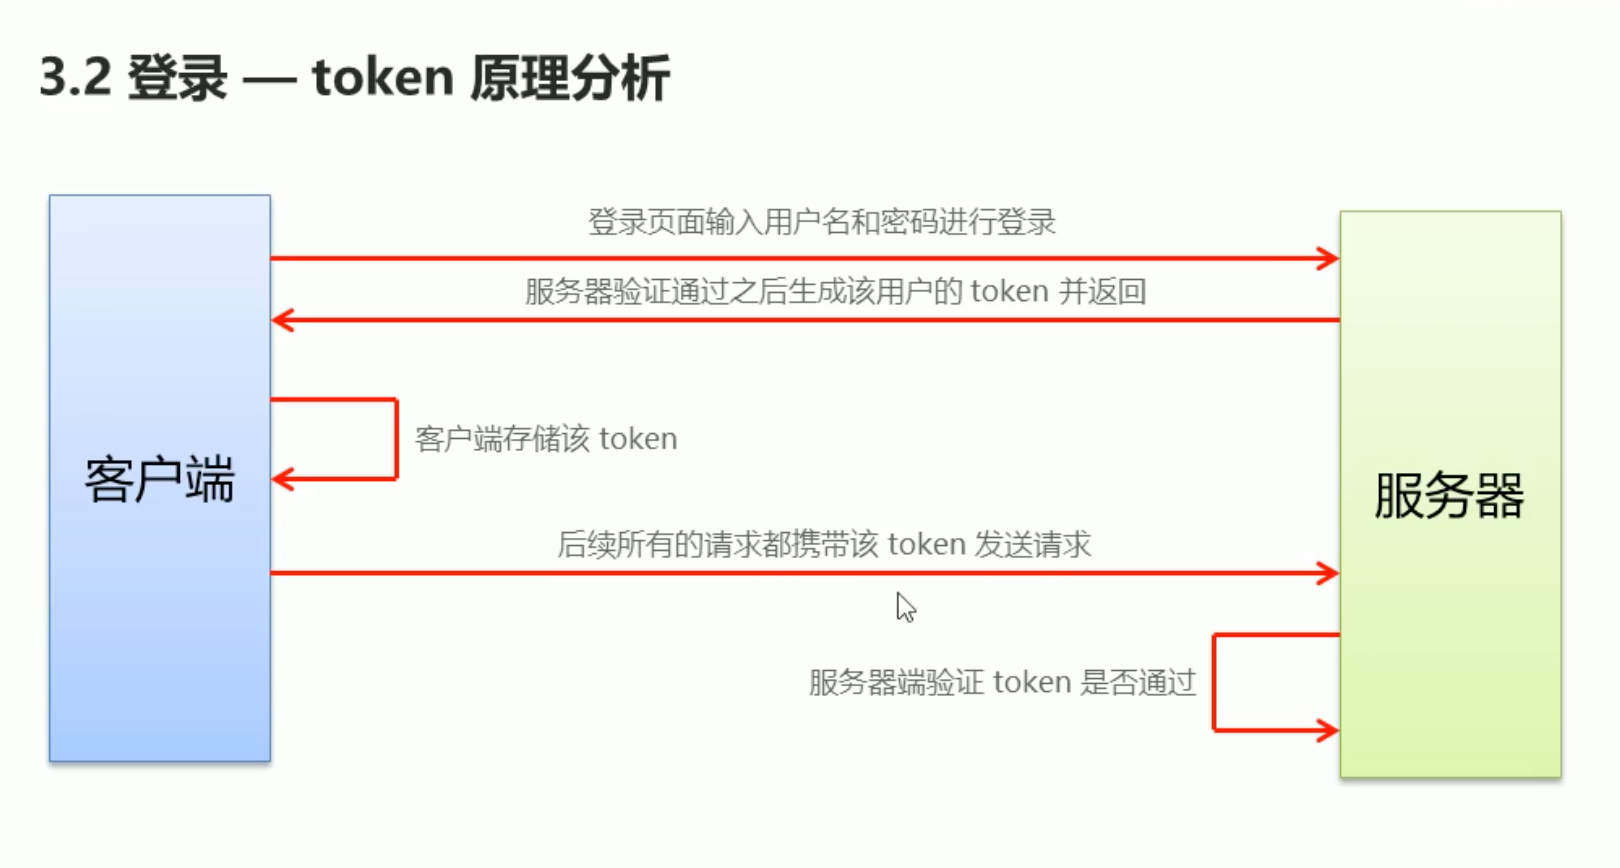 3.2 登录 — token 原理分析
登录页面输入用户名和密码进行登录
服务器验证通过之后生成该用户的 token 并返回
客户端存储该 token
客户端
服务器
后续所有的请求都携带该 token 发送请求
服务器端验证 token 是否通过